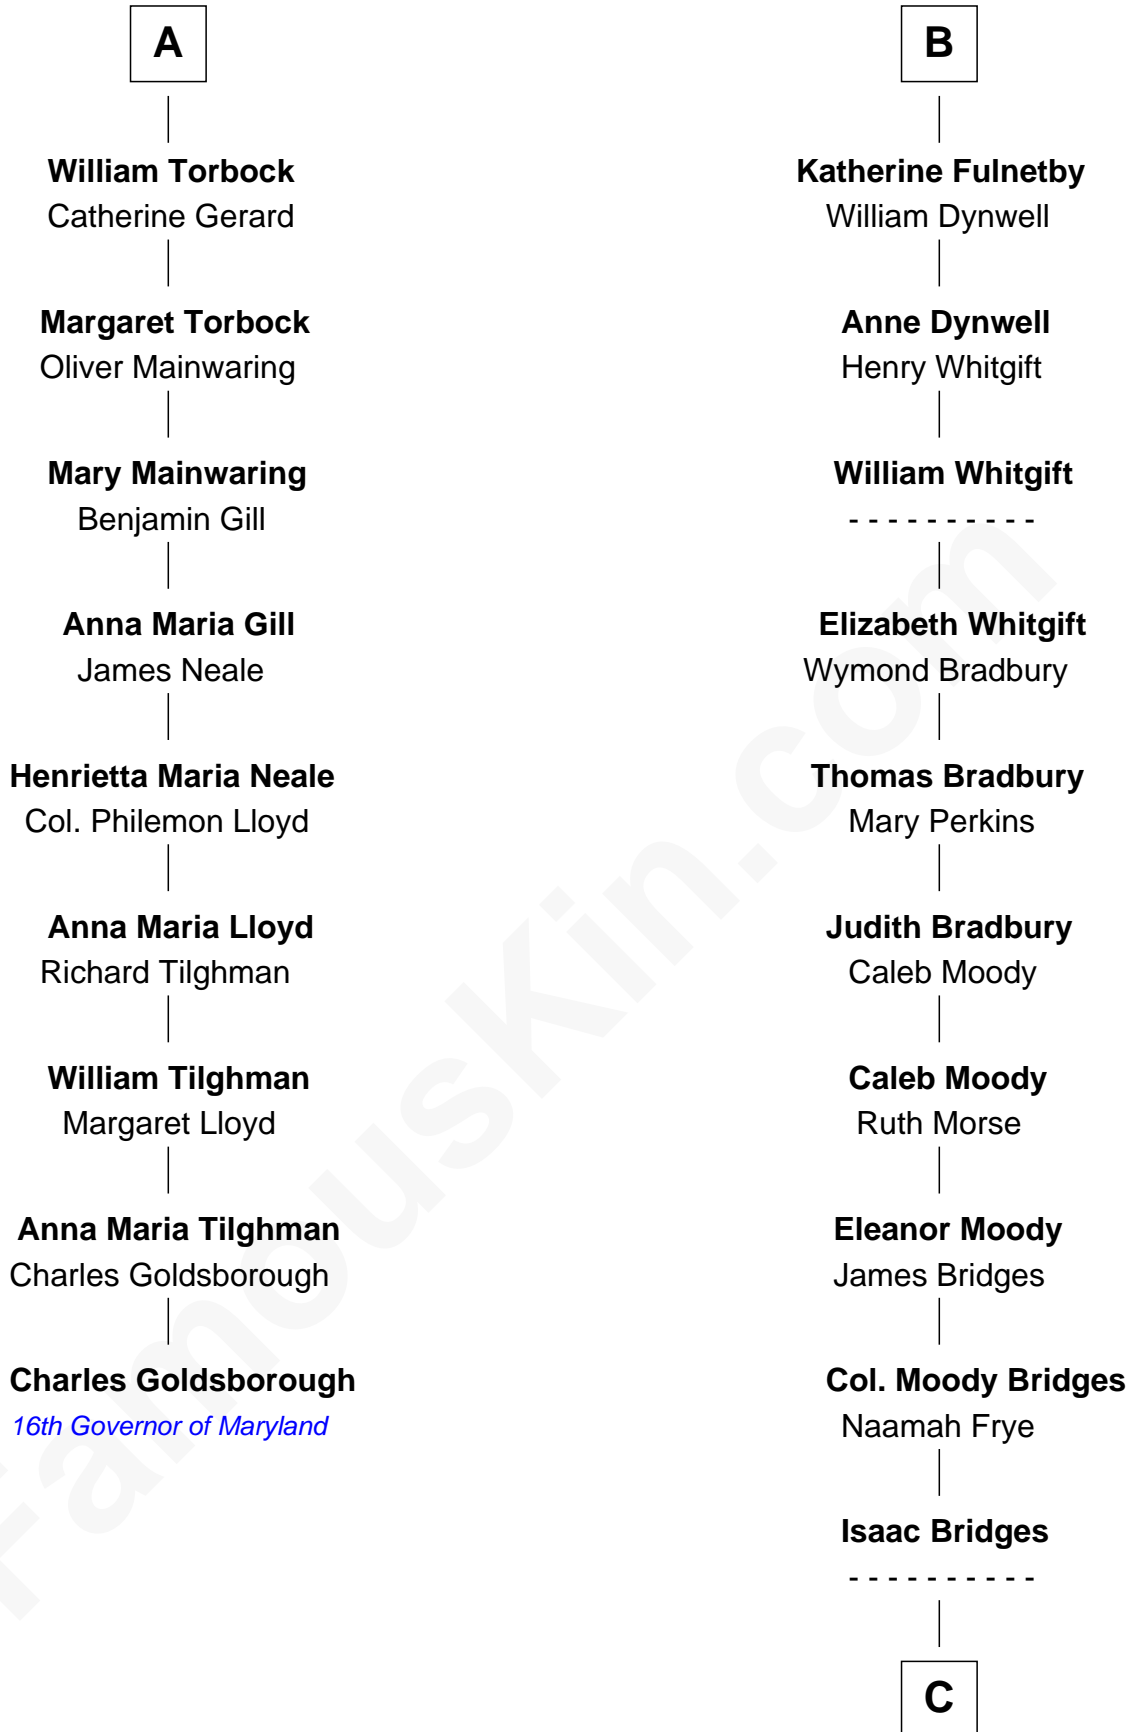 A
William Torbock
Catherine Gerard
Margaret Torbock
Oliver Mainwaring
Mary Mainwaring
Benjamin Gill
Anna Maria Gill
James Neale
Henrietta Maria Neale
Col. Philemon Lloyd
Anna Maria Lloyd
Richard Tilghman
William Tilghman
Margaret Lloyd
Anna Maria Tilghman
Charles Goldsborough
Charles Goldsborough
16th Governor of Maryland
B
Katherine Fulnetby
William Dynwell
Anne Dynwell
Henry Whitgift
William Whitgift
- - - - - - - - - -
Elizabeth Whitgift
Wymond Bradbury
Thomas Bradbury
Mary Perkins
Judith Bradbury
Caleb Moody
Caleb Moody
Ruth Morse
Eleanor Moody
James Bridges
Col. Moody Bridges
Naamah Frye
Isaac Bridges
- - - - - - - - - -
C
FamousKin.com